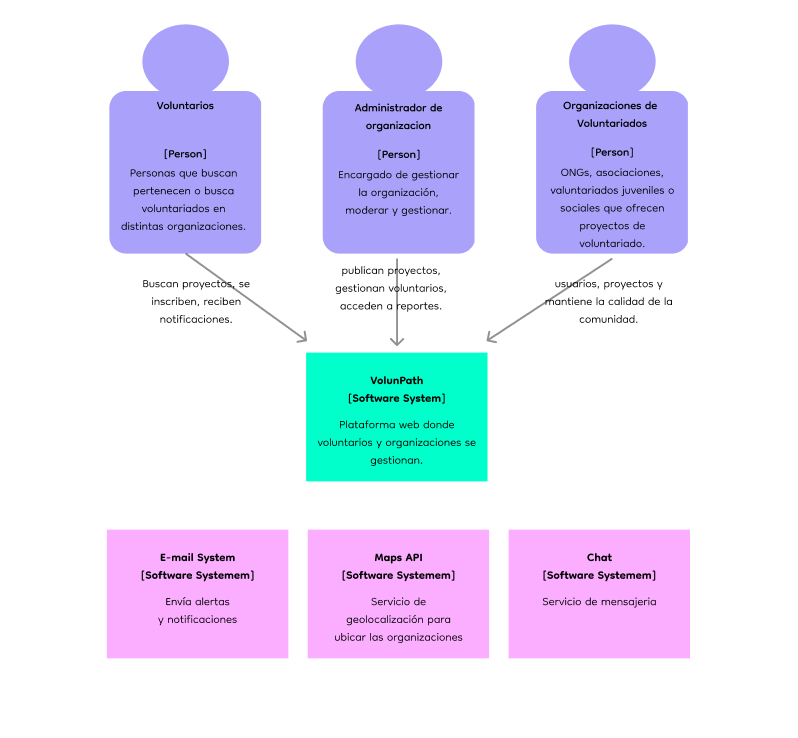 Voluntarios
[Person]
Personas que buscan
pertenecen o busca
voluntariados en
distintas organizaciones.
Administrador de
organizacion
[Person]
Encargado de gestionar
la organización,
moderar y gestionar.
Organizaciones de
Voluntariados
[Person]
ONGs, asociaciones,
valuntariados juveniles o
sociales que ofrecen
proyectos de
voluntariado.
Buscan proyectos, se
inscriben, reciben
notificaciones.
publican proyectos,
gestionan voluntarios,
acceden a reportes.
usuarios, proyectos y
mantiene la calidad de la
comunidad.
VolunPath
[Software System]
Plataforma web donde
voluntarios y organizaciones se
gestionan.
E-mail System
[Software Systemem]
Envía alertas
y notificaciones
Maps API
[Software Systemem]
Servicio de
geolocalización para
ubicar las organizaciones
Chat
[Software Systemem]
Servicio de mensajeria